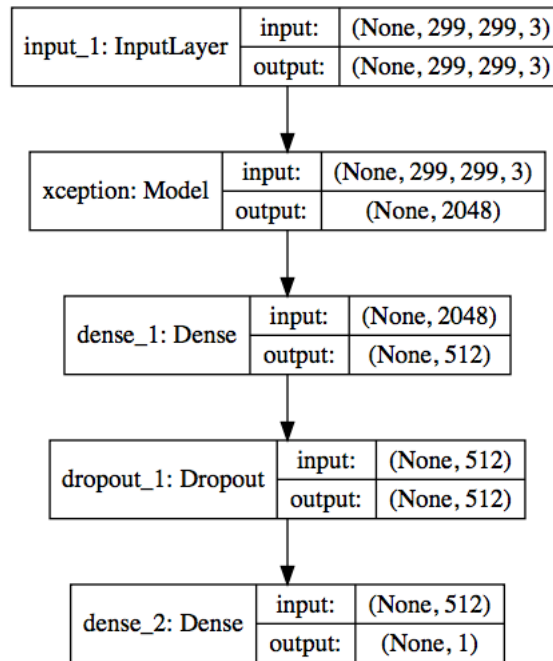 input_1: InputLayer
input: (None, 299, 299, 3)
output: (None, 299, 299, 3)
xception: Model
input: (None, 299, 299, 3)
output: (None, 2048)
dense_1: Dense
input: (None, 2048)
output: (None, 512)
dropout_1: Dropout
input: (None, 512)
output: (None, 512)
dense_2: Dense
input: (None, 512)
output: (None, 1)